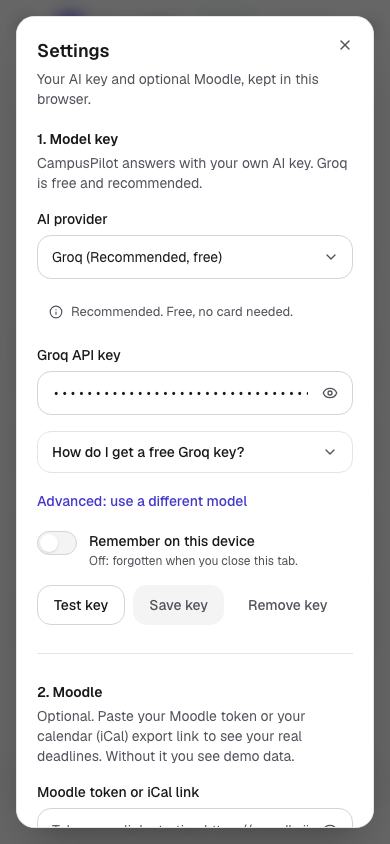 Settings
Your AI key and optional Moodle, kept in this
browser.
1. Model key
CampusPilot answers with your own AI key. Groq
is free and recommended.
AI provider
Groq (Recommended, free)
Recommended. Free, no card needed.
Groq API key
How do I get a free Groq key?
Advanced: use a different model
Remember on this device
Off: forgotten when you close this tab.
Test key
Save key
Remove key
2. Moodle
Optional. Paste your Moodle token or your
calendar (iCal) export link to see your real
deadlines. Without it you see demo data.
Moodle token or iCal link